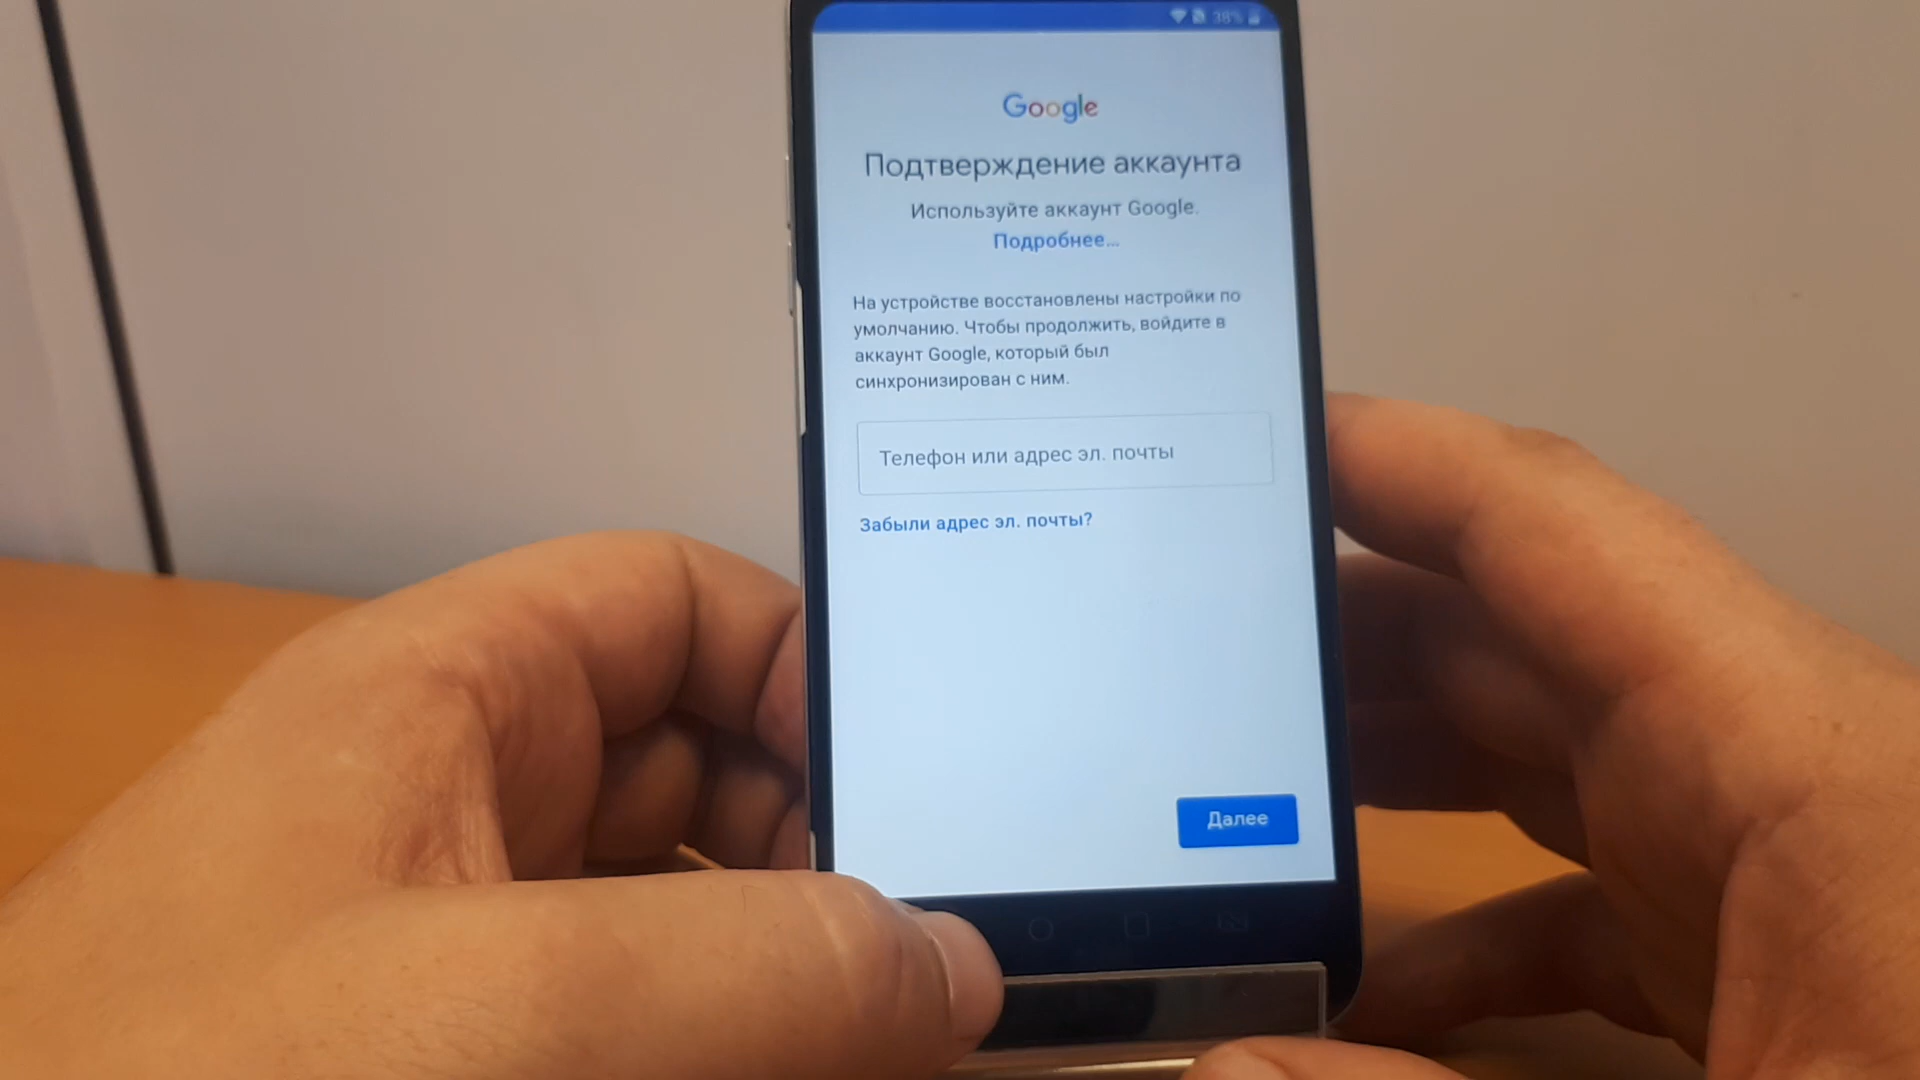 38%
Google
Подтверждение аккаунта
Используйте аккаунт Google.
Подробнее...
На устройстве восстановлены настройки по
умолчанию. Чтобы продолжить, войдите в
аккаунт Google, который был
синхронизирован с ним.
Телефон или адрес эл. почты
Забыли адрес эл. почты?
Далее